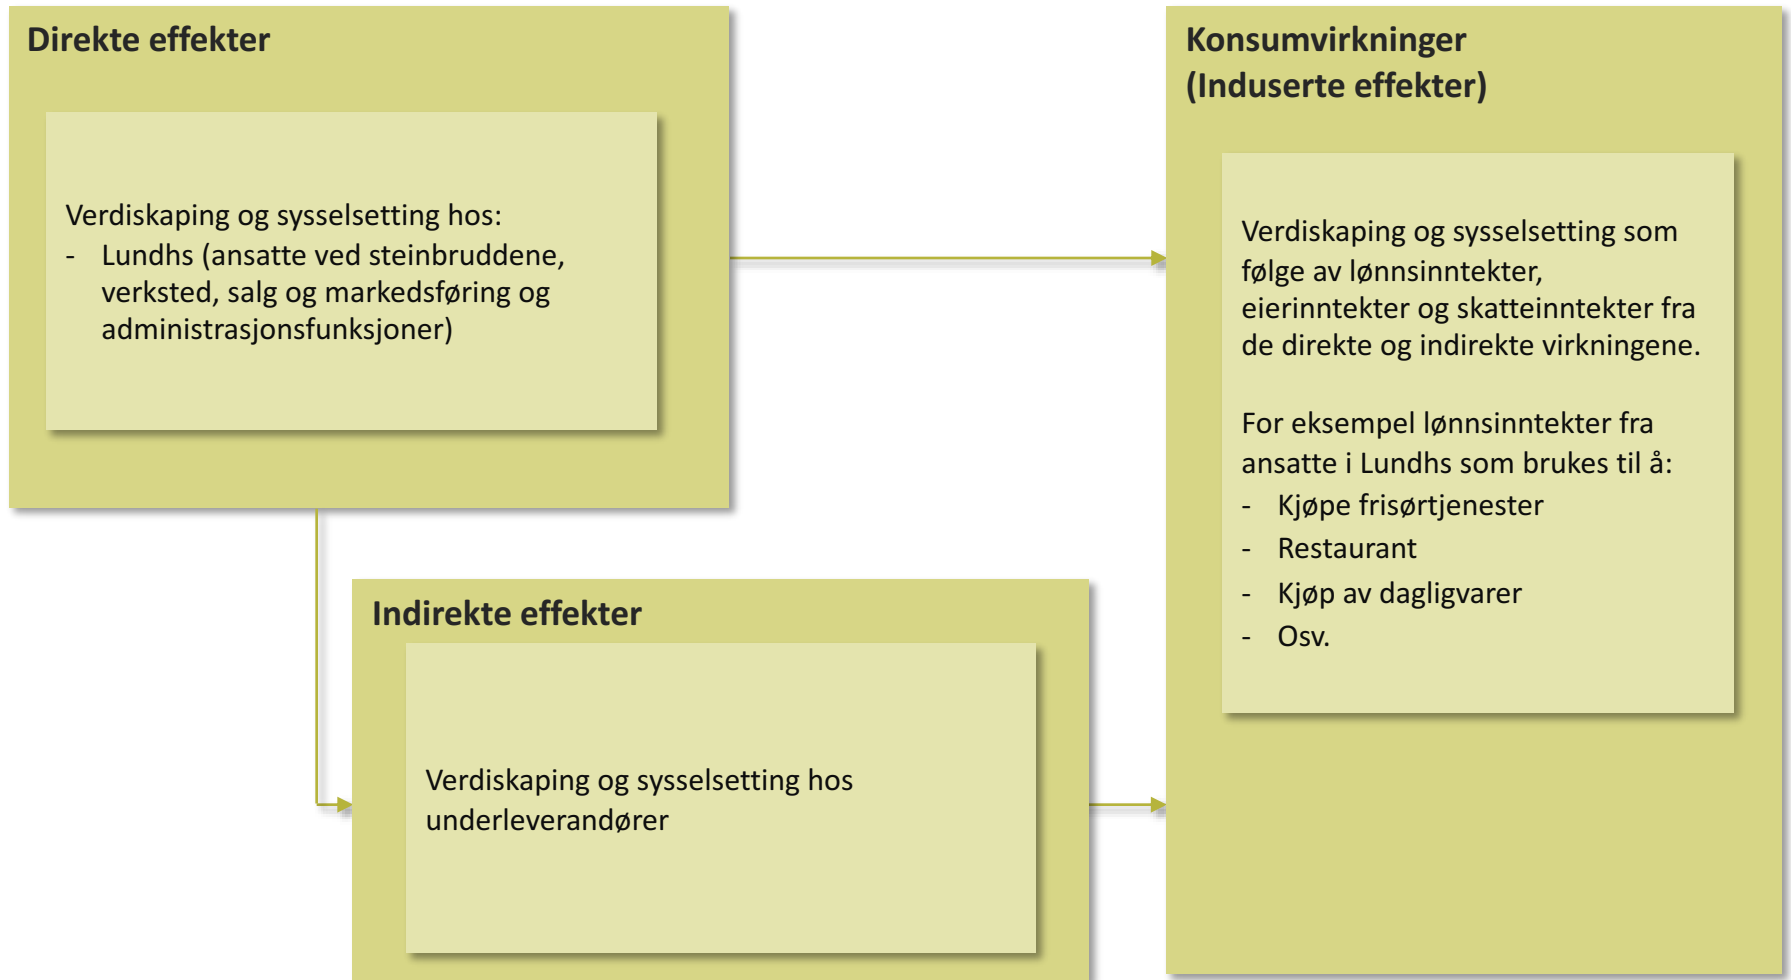 Direkte effekter
Verdiskaping og sysselsetting hos:
- Lundhs (ansatte ved steinbruddene,
verksted, salg og markedsføring og
administrasjonsfunksjoner)
Indirekte effekter
Verdiskaping og sysselsetting hos
underleverandører
Konsumvirkninger
(Induserte effekter)
Verdiskaping og sysselsetting som
følge av lønnsinntekter,
eierinntekter og skatteinntekter fra
de direkte og indirekte virkningene.
For eksempel lønnsinntekter fra
ansatte i Lundhs som brukes til å:
- Kjøpe frisørtjenester
- Restaurant
- Kjøp av dagligvarer
- Osv.